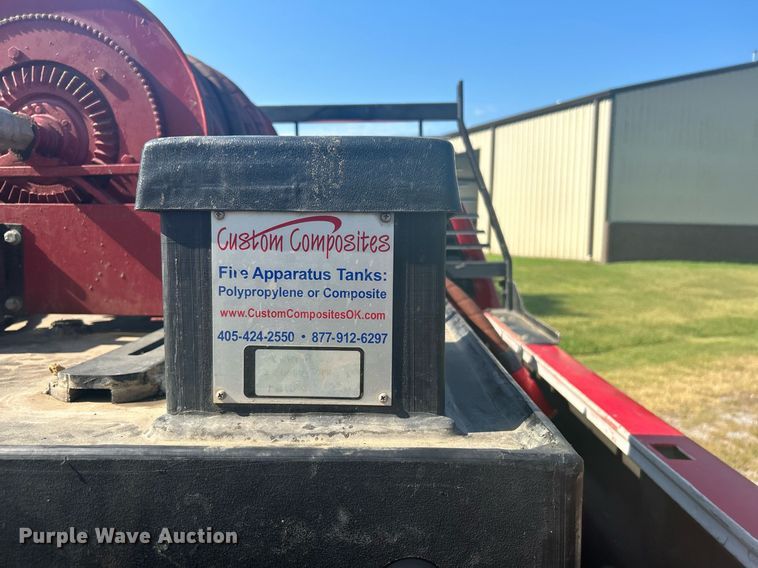 Custom Composites
Fire Apparatus Tanks:
Polypropylene or Composite
www.CustomCompositesOK.com
405-424-2550 • 877-912-6297
Purple Wave Auction